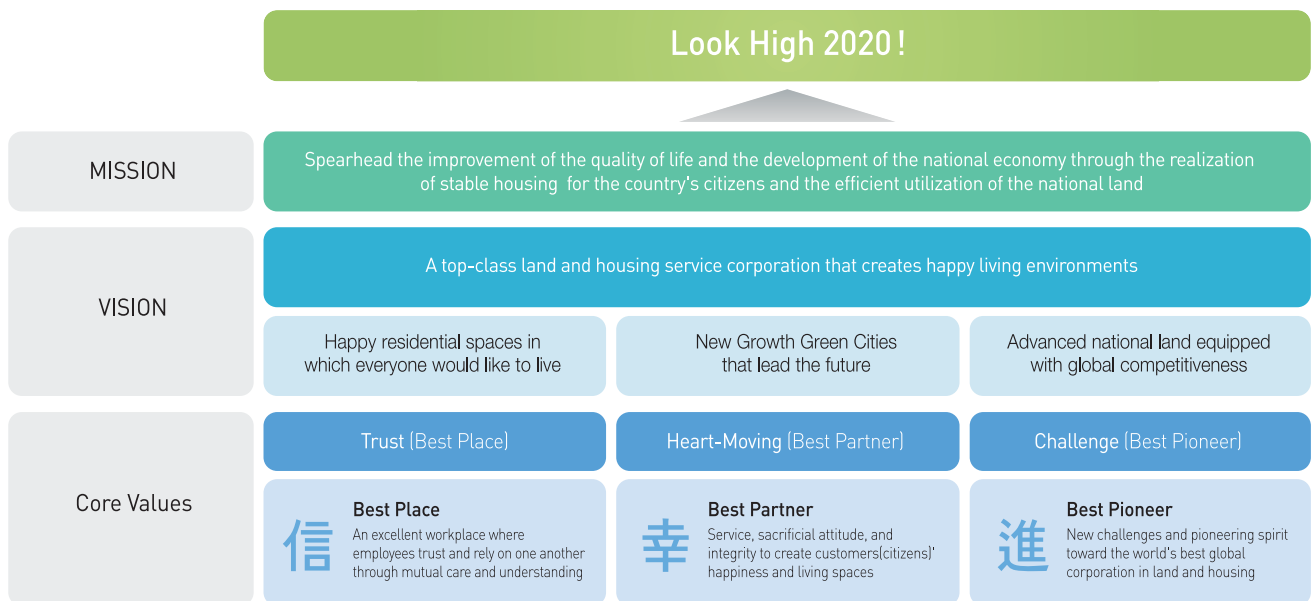 Look High 2020!
MISSION
Spearhead the improvement of the quality of life and the development of the national economy through the realization
of stable housing for the country's citizens and the efficient utilization of the national land
VISION
A top-class land and housing service corporation that creates happy living environments
Happy residential spaces in
which everyone would like to live
New Growth Green Cities
that lead the future
Advanced national land equipped
with global competitiveness
Core Values
Trust (Best Place)
Heart-Moving (Best Partner)
Challenge (Best Pioneer)
信
Best Place
An excellent workplace where
employees trust and rely on one another
through mutual care and understanding
幸
Best Partner
Service, sacrificial attitude, and
integrity to create customers(citizens)'
happiness and living spaces
進
Best Pioneer
New challenges and pioneering spirit
toward the world's best global
corporation in land and housing